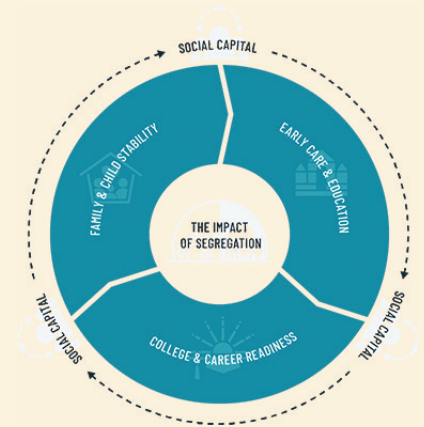 SOCIAL CAPITAL
FAMILY & CHILD STABILITY
EARLY CARE & EDUCATION
THE IMPACT
OF SEGREGATION
SOCIAL CAPITAL
SOCIAL CAPITAL
COLLEGE & CAREER READINESS